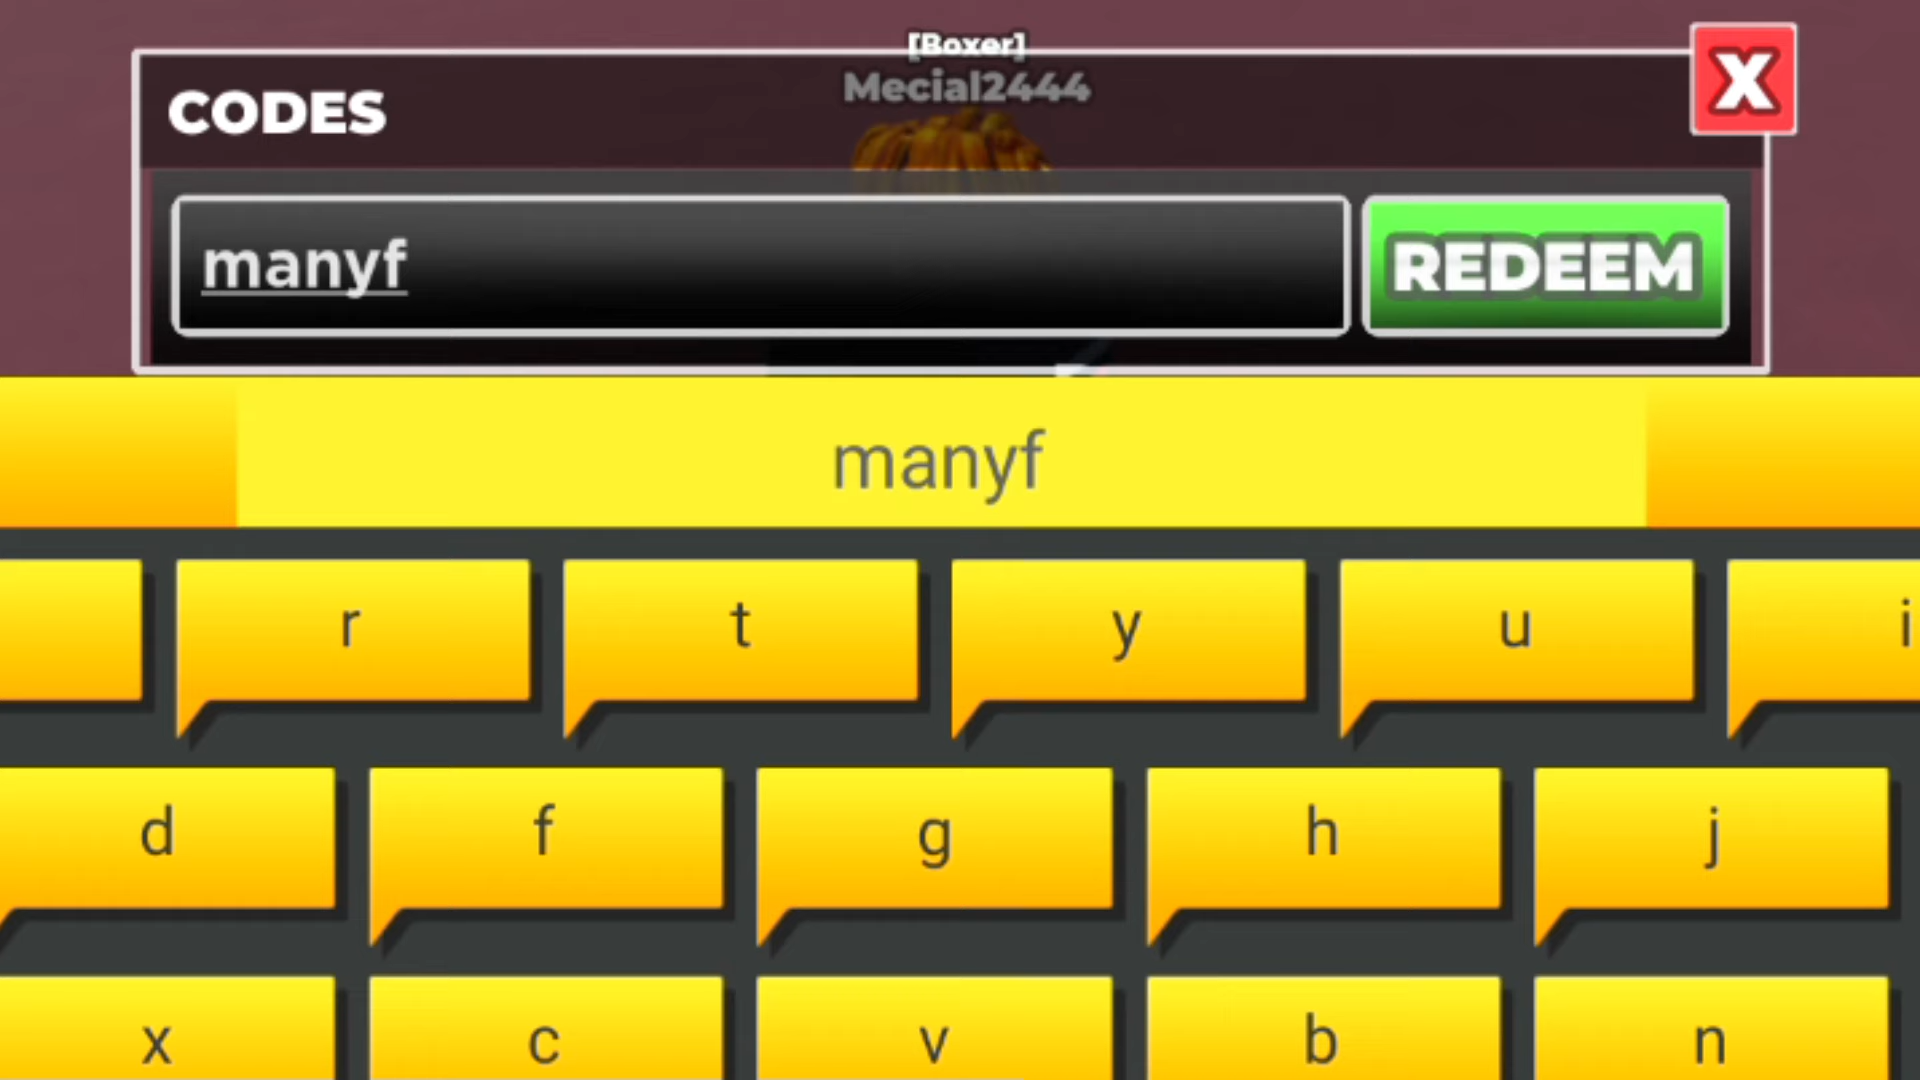 [Boxer]
Mecial2444
CODES
X
manyf
REDEEM
manyf
r t y u i
d f g h j
x c v b n